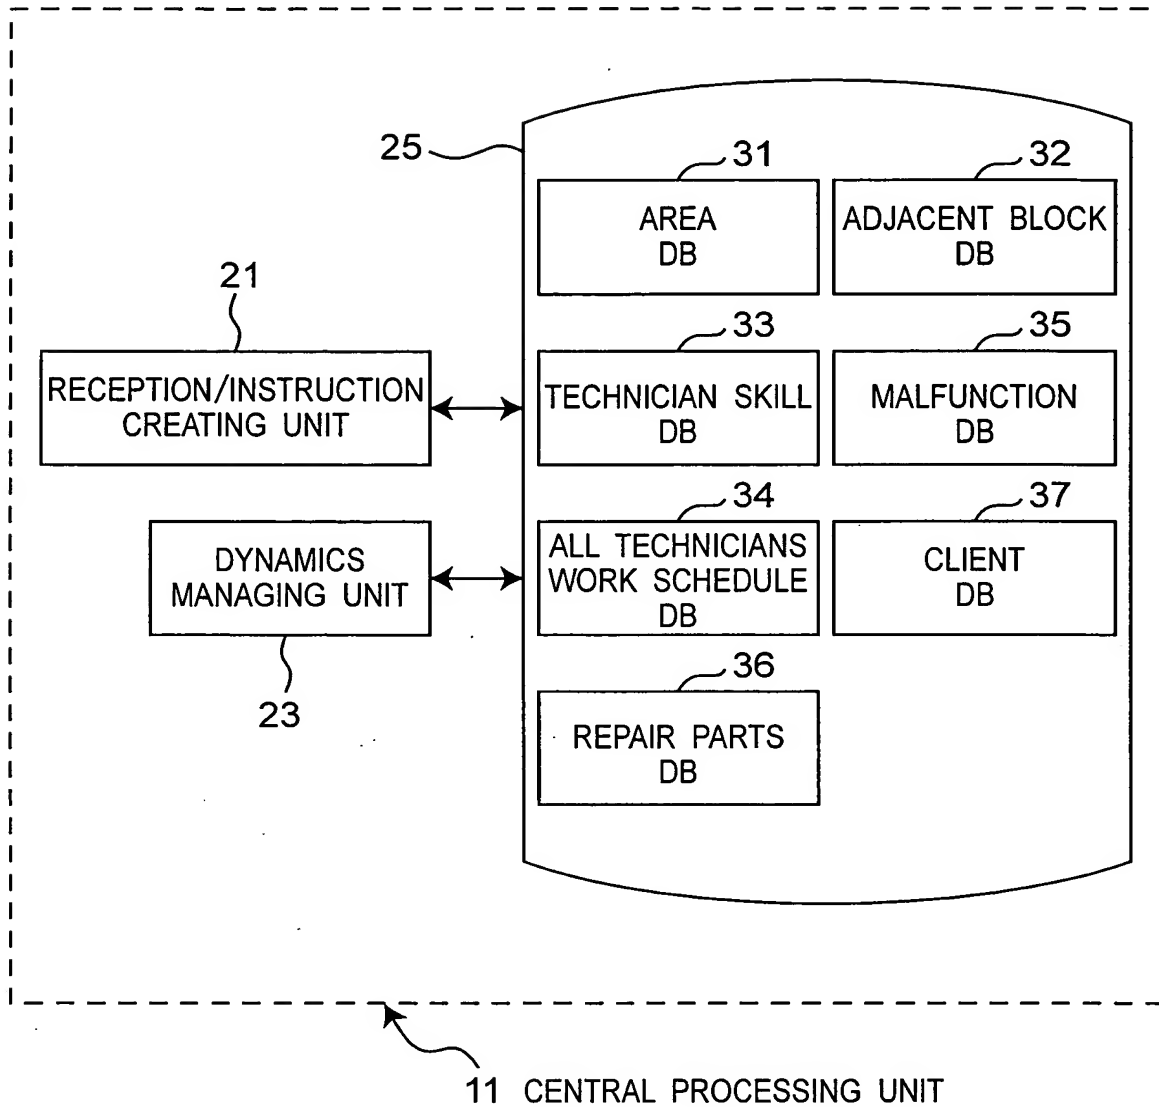 25
31
32
AREA
DB
ADJACENT BLOCK
DB
21
33
35
RECEPTION/INSTRUCTION
CREATING UNIT
TECHNICIAN SKILL
DB
MALFUNCTION
DB
34
37
DYNAMICS
MANAGING UNIT
ALL TECHNICIANS
WORK SCHEDULE
DB
CLIENT
DB
23
36
REPAIR PARTS
DB
11 CENTRAL PROCESSING UNIT